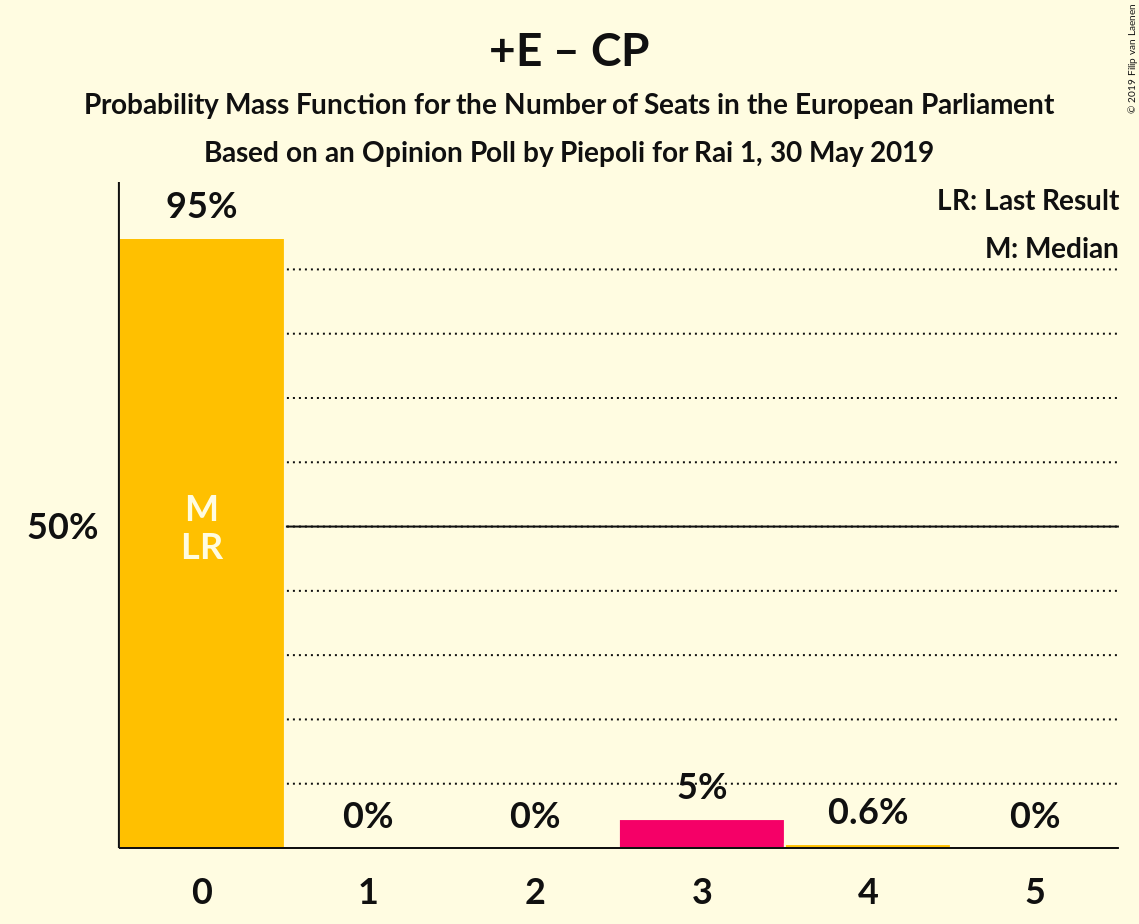 +E – CP
Probability Mass Function for the Number of Seats in the European Parliament
Based on an Opinion Poll by Piepoli for Rai 1, 30 May 2019
© 2019 Filip van Laenen
LR: Last Result
M: Median
95%
M
LR
50%
0%
0%
5%
0.6%
0%
0
1
2
3
4
5